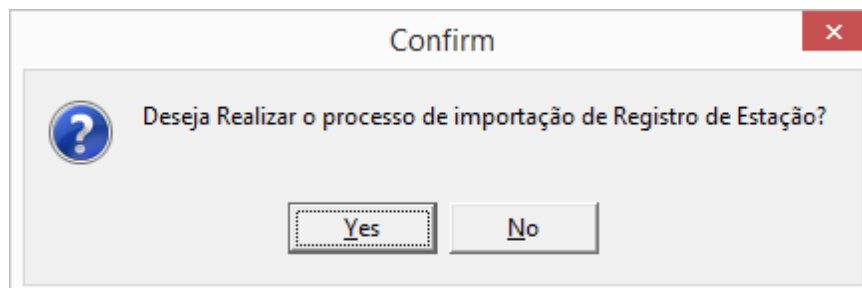 Confirm
Deseja Realizar o processo de importação de Registro de Estação?
Yes
No